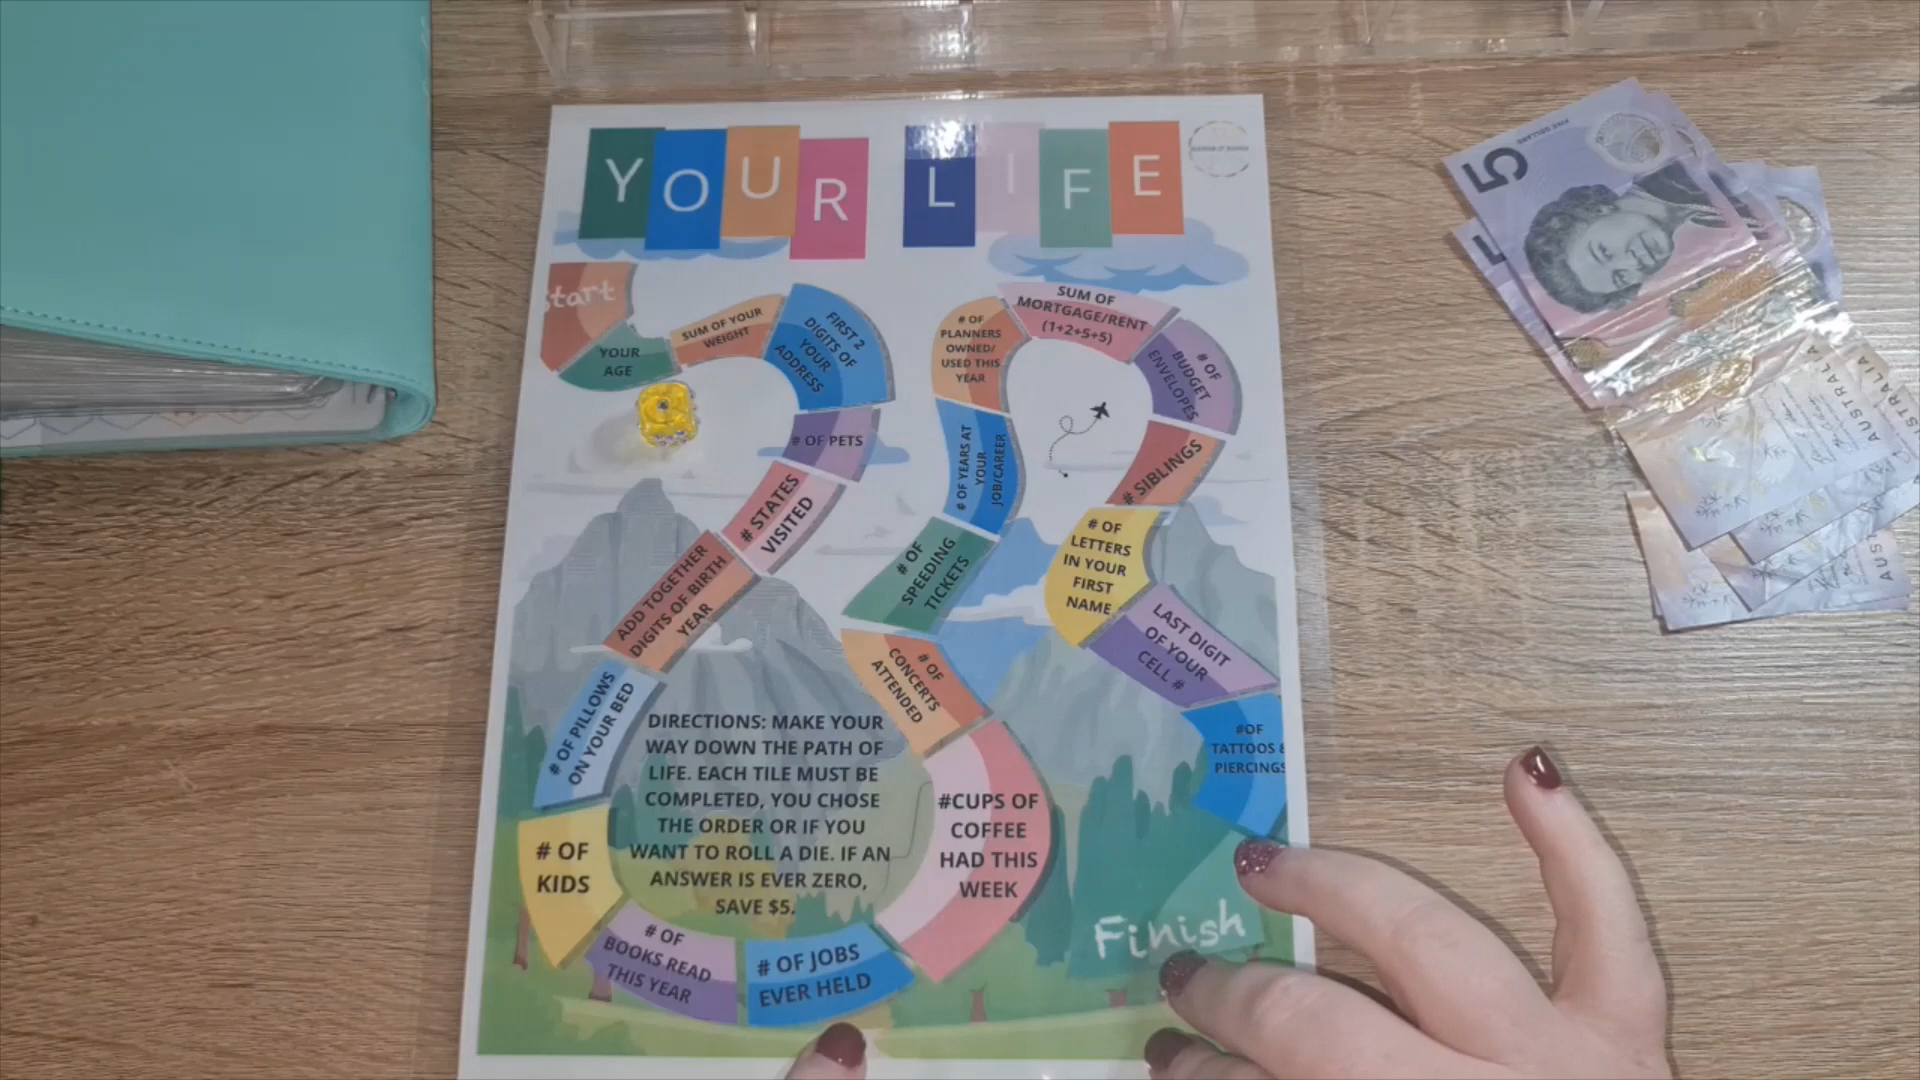 YOUR LIFE
Start
YOUR
AGE
SUM OF YOUR
WEIGHT
FIRST 2
DIGITS OF
YOUR
ADDRESS
# OF PETS
# STATES
VISITED
ADD TOGETHER
DIGITS OF BIRTH
YEAR
# OF PILLOWS
ON YOUR BED
# OF
KIDS
# OF
BOOKS READ
THIS YEAR
# OF JOBS
EVER HELD
#CUPS OF
COFFEE
HAD THIS
WEEK
# OF
CONCERTS
ATTENDED
# OF
SPEEDING
TICKETS
# OF YEARS AT
YOUR
JOB/CAREER
# OF
PLANNERS
OWNED/
USED THIS
YEAR
SUM OF
MORTGAGE/RENT
(1+2+5+5)
# OF
BUDGET
ENVELOPES
# SIBLINGS
# OF
LETTERS
IN YOUR
FIRST
NAME
LAST DIGIT
OF YOUR
CELL #
#OF
TATTOOS &
PIERCINGS
Finish
DIRECTIONS: MAKE YOUR
WAY DOWN THE PATH OF
LIFE. EACH TILE MUST BE
COMPLETED, YOU CHOSE
THE ORDER OR IF YOU
WANT TO ROLL A DIE. IF AN
ANSWER IS EVER ZERO,
SAVE $5.
5
FIVE DOLLARS
AUSTRALIA
AUSTRALIA